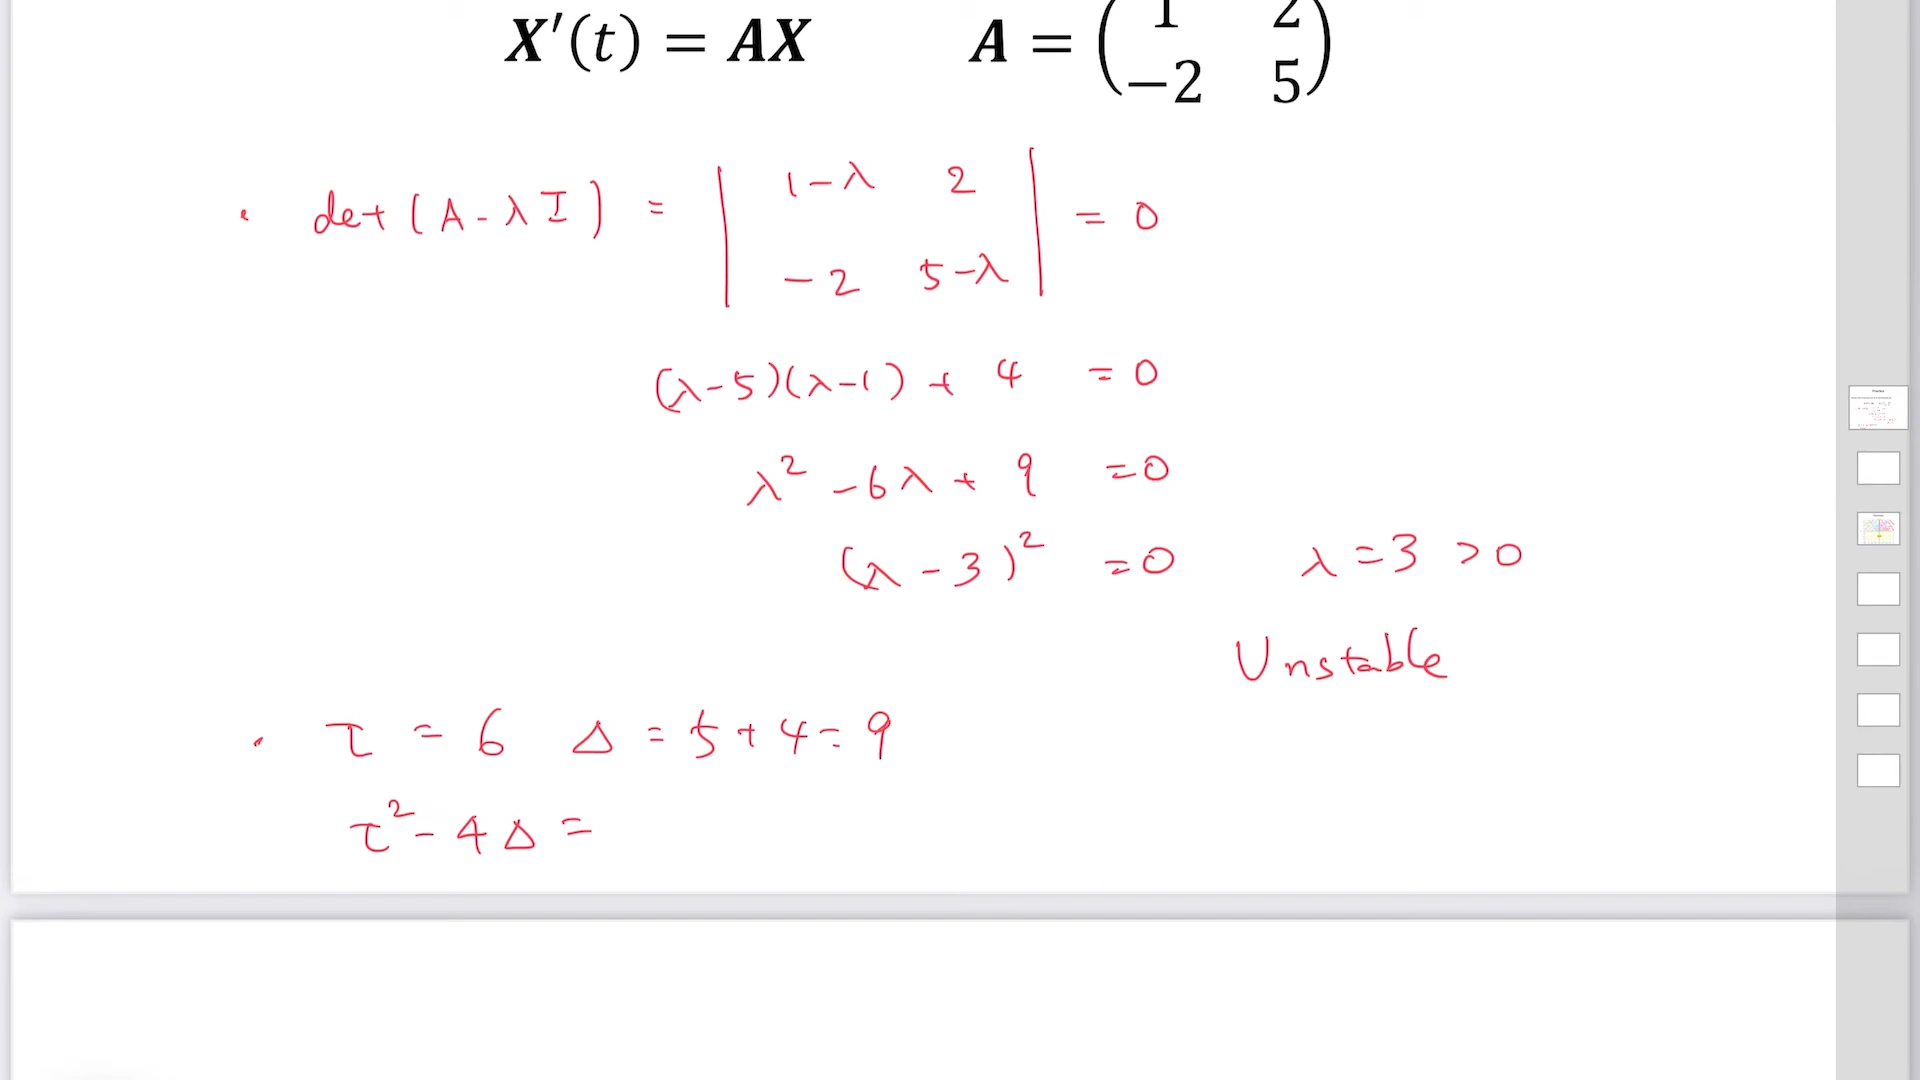 X′(t) = AX    A = (1 2
−2 5)
• det(A-λI) = | 1-λ 2 | = 0
-2 5-λ
(λ-5)(λ-1) + 4 = 0
λ² - 6λ + 9 = 0
(λ-3)² = 0    λ = 3 > 0
Unstable
• τ = 6  Δ = 5+4 = 9
τ² - 4Δ =